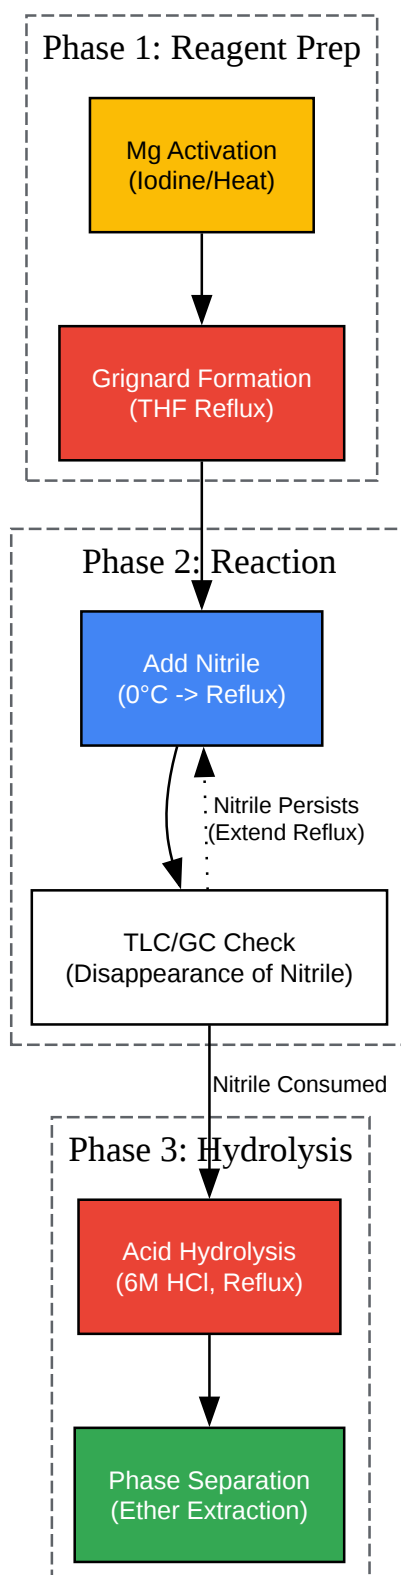 Phase 1: Reagent Prep
Mg Activation
(Iodine/Heat)
Grignard Formation
(THF Reflux)
Phase 2: Reaction
Add Nitrile
(0°C -> Reflux)
Nitrile Persists
(Extend Reflux)
TLC/GC Check
(Disappearance of Nitrile)
Nitrile Consumed
Phase 3: Hydrolysis
Acid Hydrolysis
(6M HCl, Reflux)
Phase Separation
(Ether Extraction)